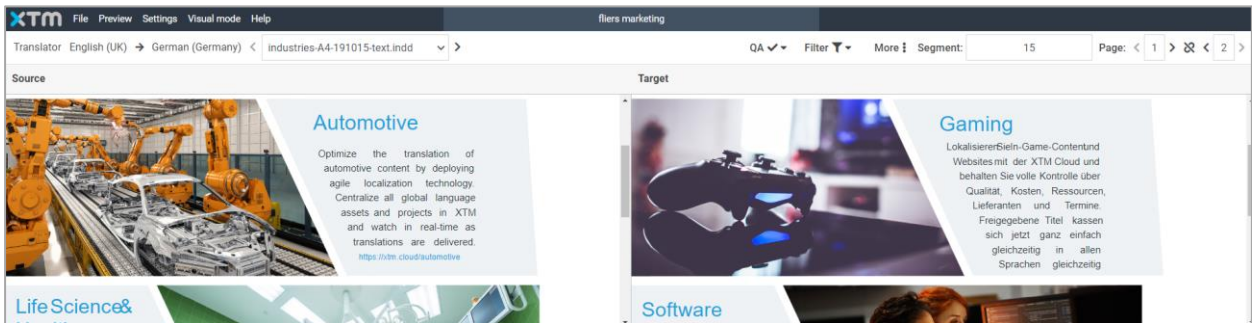 XTM File Preview Settings Visual mode Help fliers marketing
Translator English (UK) → German (Germany) < industries-A4-191015-text.indd > QA Filter More Segment: 15 Page: < 1 > < 2 >
Source
Target
Automotive
Optimize the translation of
automotive content by deploying
agile localization technology.
Centralize all global language
assets and projects in XTM
and watch in real-time as
translations are delivered.
https://xtm.cloud/automotive
Life Science&
Gaming
LokalisierenSieIn-Game-Contentund
Websites mit der XTM Cloud und
behalten Sie volle Kontrolle über
Qualität, Kosten, Ressourcen,
Lieferanten und Termine.
Freigegebene Titel kassen
sich jetzt ganz einfach
gleichzeitig in allen
Sprachen gleichzeitig
Software